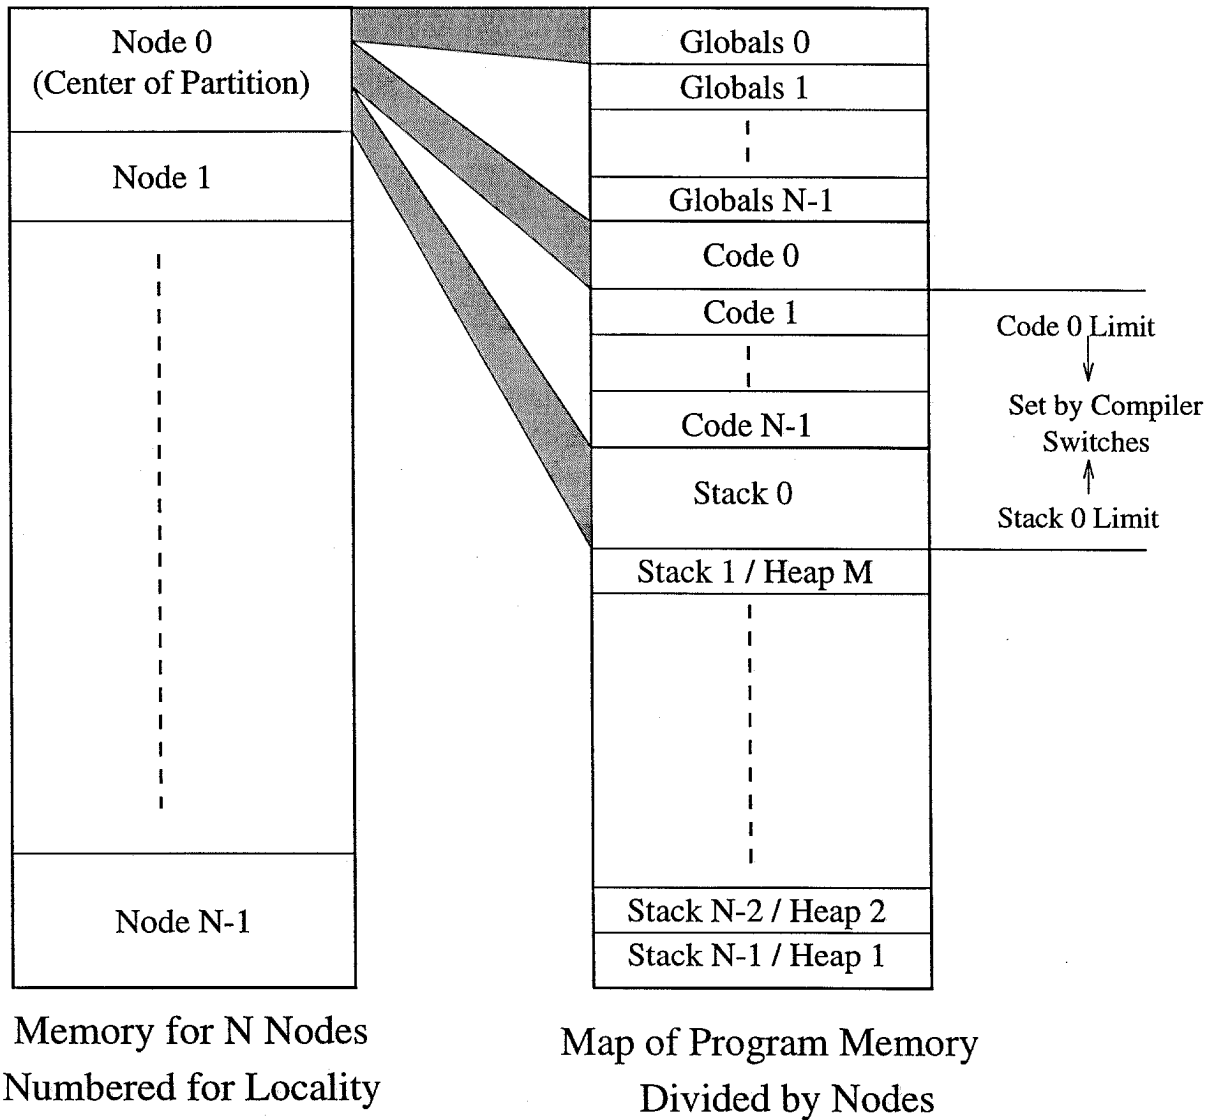 Node 0
(Center of Partition)
Node 1
Node N-1
Memory for N Nodes
Numbered for Locality
Globals 0
Globals 1
Globals N-1
Code 0
Code 1
Code N-1
Stack 0
Stack 1 / Heap M
Stack N-2 / Heap 2
Stack N-1 / Heap 1
Map of Program Memory
Divided by Nodes
Code 0 Limit
Set by Compiler
Switches
Stack 0 Limit